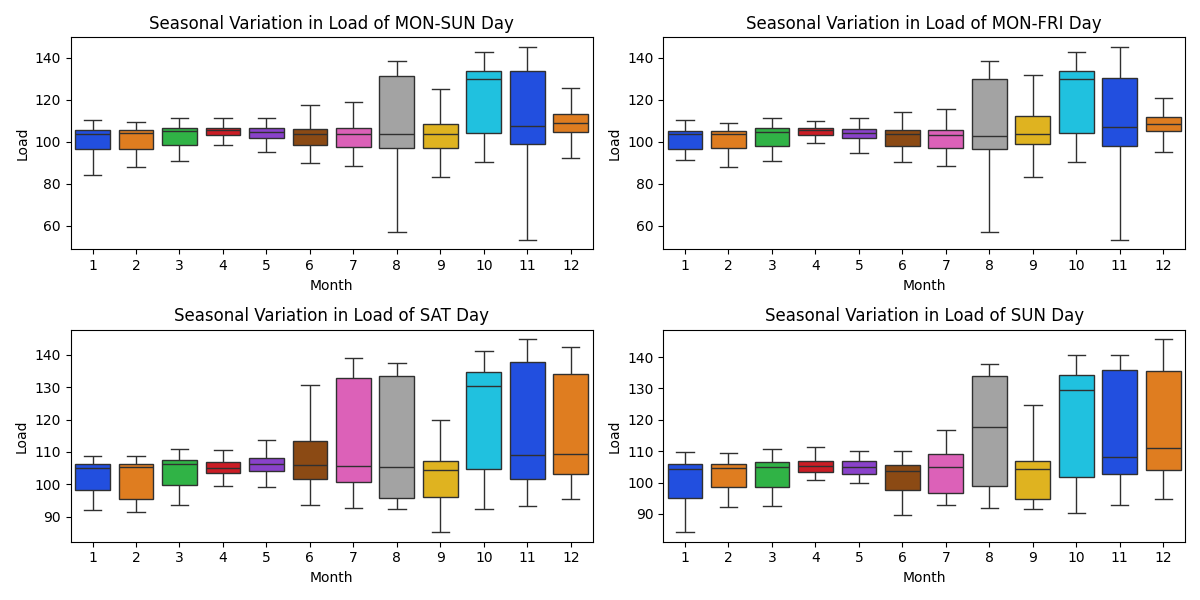 Seasonal Variation in Load of MON-SUN Day
Load
140
120
100
80
60
1 2 3 4 5 6 7 8 9 10 11 12
Month
Seasonal Variation in Load of MON-FRI Day
Load
140
120
100
80
60
1 2 3 4 5 6 7 8 9 10 11 12
Month
Seasonal Variation in Load of SAT Day
Load
140
130
120
110
100
90
1 2 3 4 5 6 7 8 9 10 11 12
Month
Seasonal Variation in Load of SUN Day
Load
140
130
120
110
100
90
1 2 3 4 5 6 7 8 9 10 11 12
Month